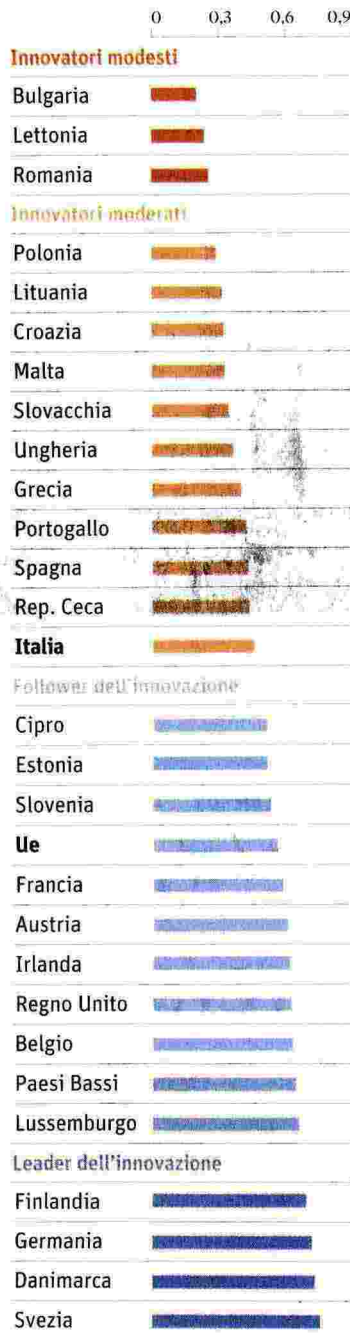 0 0,3 0,6 0,9
Innovatori modesti
Bulgaria
Lettonia
Romania
Innovatori moderati
Polonia
Lituania
Croazia
Malta
Slovacchia
Ungheria
Grecia
Portogallo
Spagna
Rep. Ceca
Italia
Follower dell'innovazione
Cipro
Estonia
Slovenia
Ue
Francia
Austria
Irlanda
Regno Unito
Belgio
Paesi Bassi
Lussemburgo
Leader dell'innovazione
Finlandia
Germania
Danimarca
Svezia